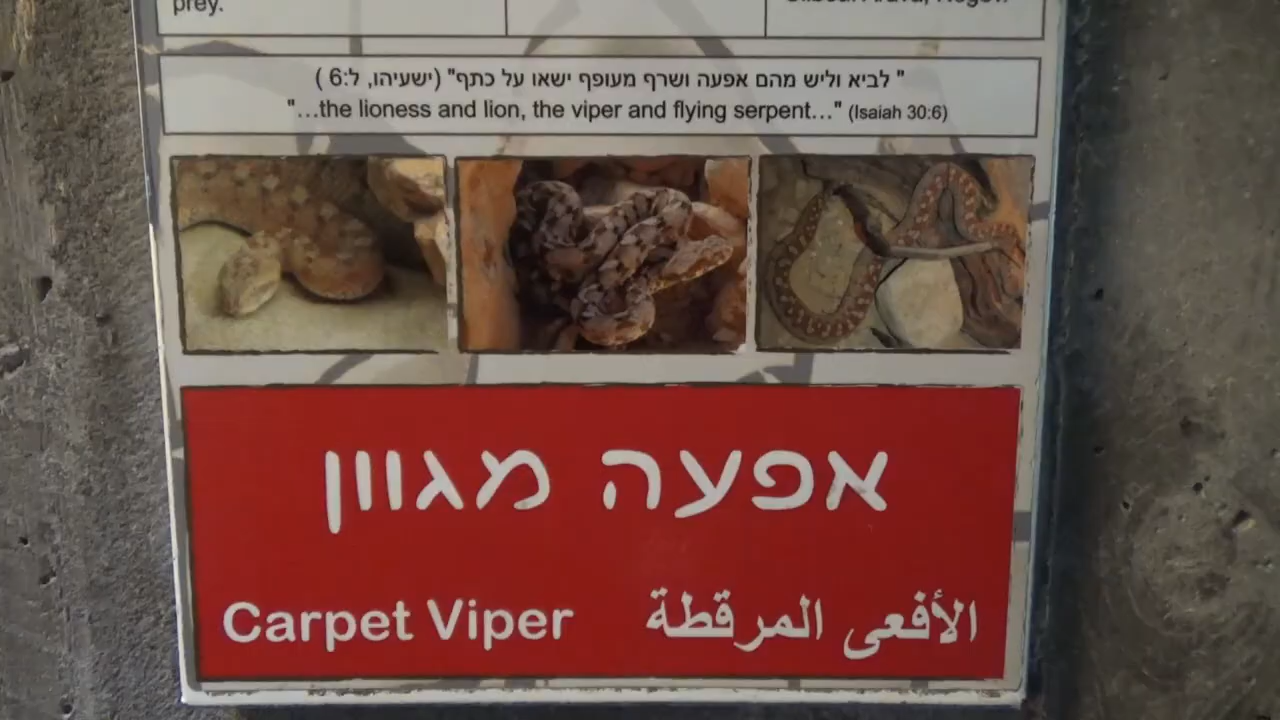 prey.
" לביא וליש מהם אפעה ושרף מעופף ישאו על כתף" (ישעיהו, ל:6 )
"...the lioness and lion, the viper and flying serpent..." (Isaiah 30:6)
אפעה מגוון
Carpet Viper الأفعى المرقطة